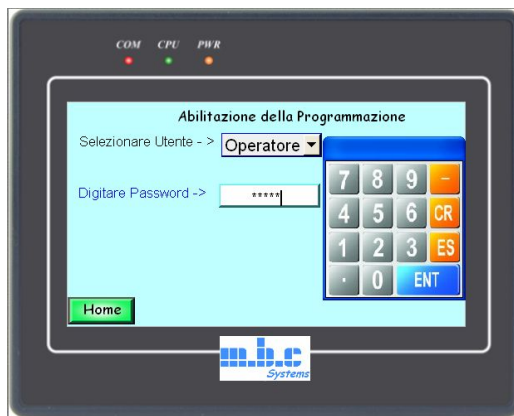 COM CPU PWR
Abilitazione della Programmazione
Selezionare Utente - > Operatore
Digitare Password -> *****
7 8 9 -
4 5 6 CR
1 2 3 ES
. 0 ENT
Home
m.b.c
Systems